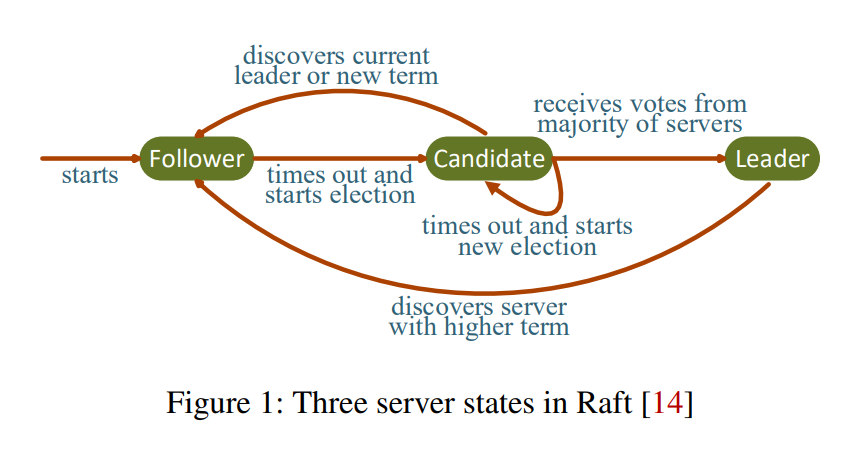 discovers current
leader or new term
receives votes from
majority of servers
Follower
Candidate
Leader
starts
times out and
starts election
times out and starts
new election
discovers server
with higher term
Figure 1: Three server states in Raft [14]